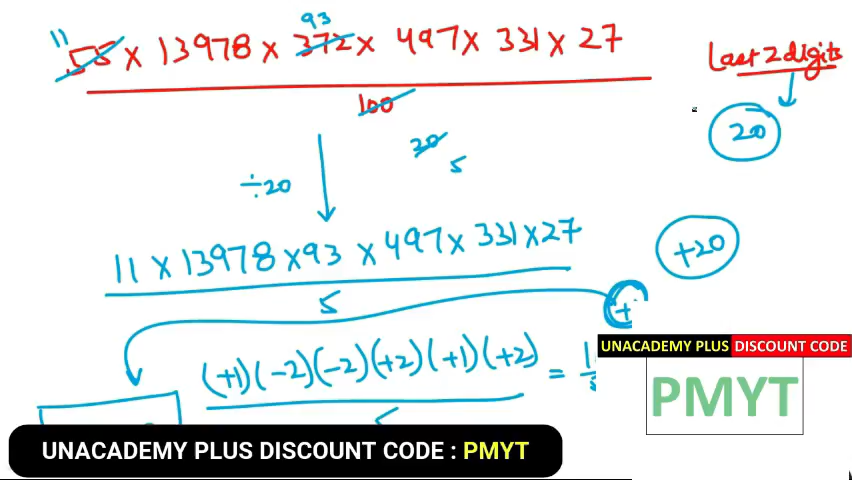 11 93
55 × 13978 × 372 × 497 × 331 × 27
Last 2 digits
100
20
20
÷20
5
11 × 13978 × 93 × 497 × 331 × 27
+20
5
+
UNACADEMY PLUS DISCOUNT CODE
(+1)(-2)(-2)(+2)(+1)(+2) =
PMYT
UNACADEMY PLUS DISCOUNT CODE : PMYT